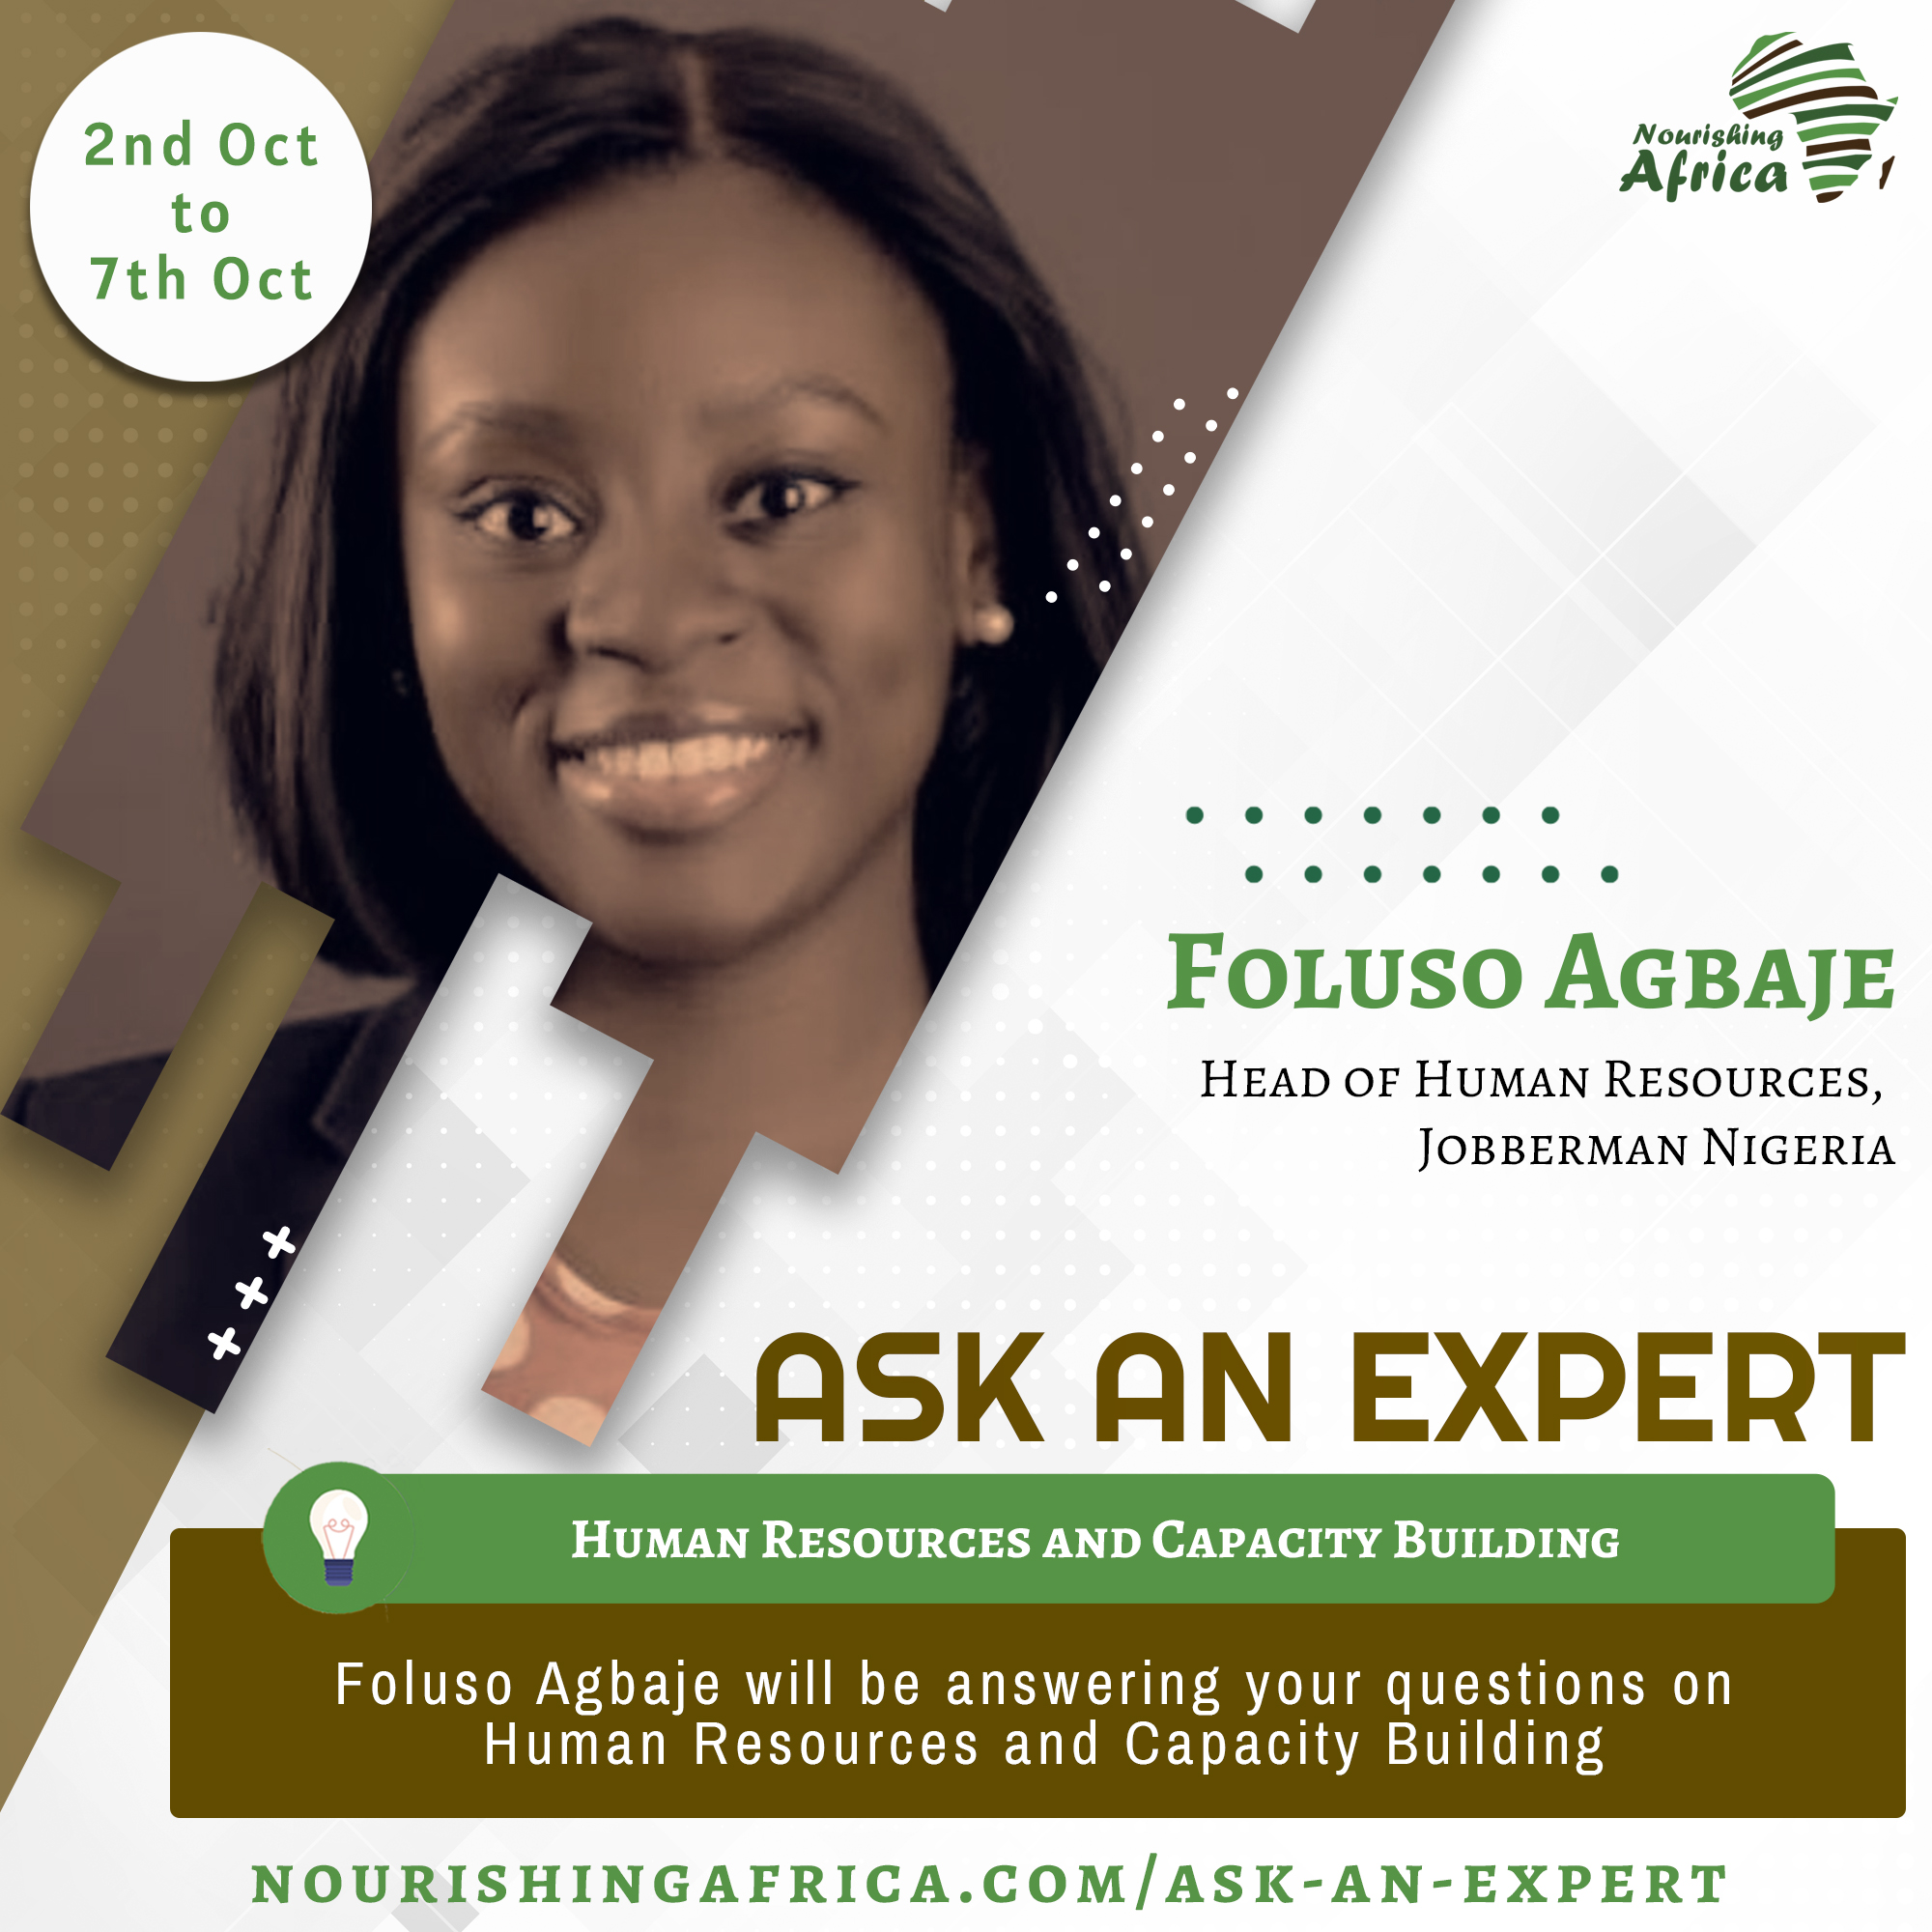 2nd Oct
to
7th Oct
Nourishing
Africa
Foluso Agbaje
Head of Human Resources,
Jobberman Nigeria
ASK AN EXPERT
Human Resources and Capacity Building
Foluso Agbaje will be answering your questions on
Human Resources and Capacity Building
nourishingafrica.com/ask-an-expert